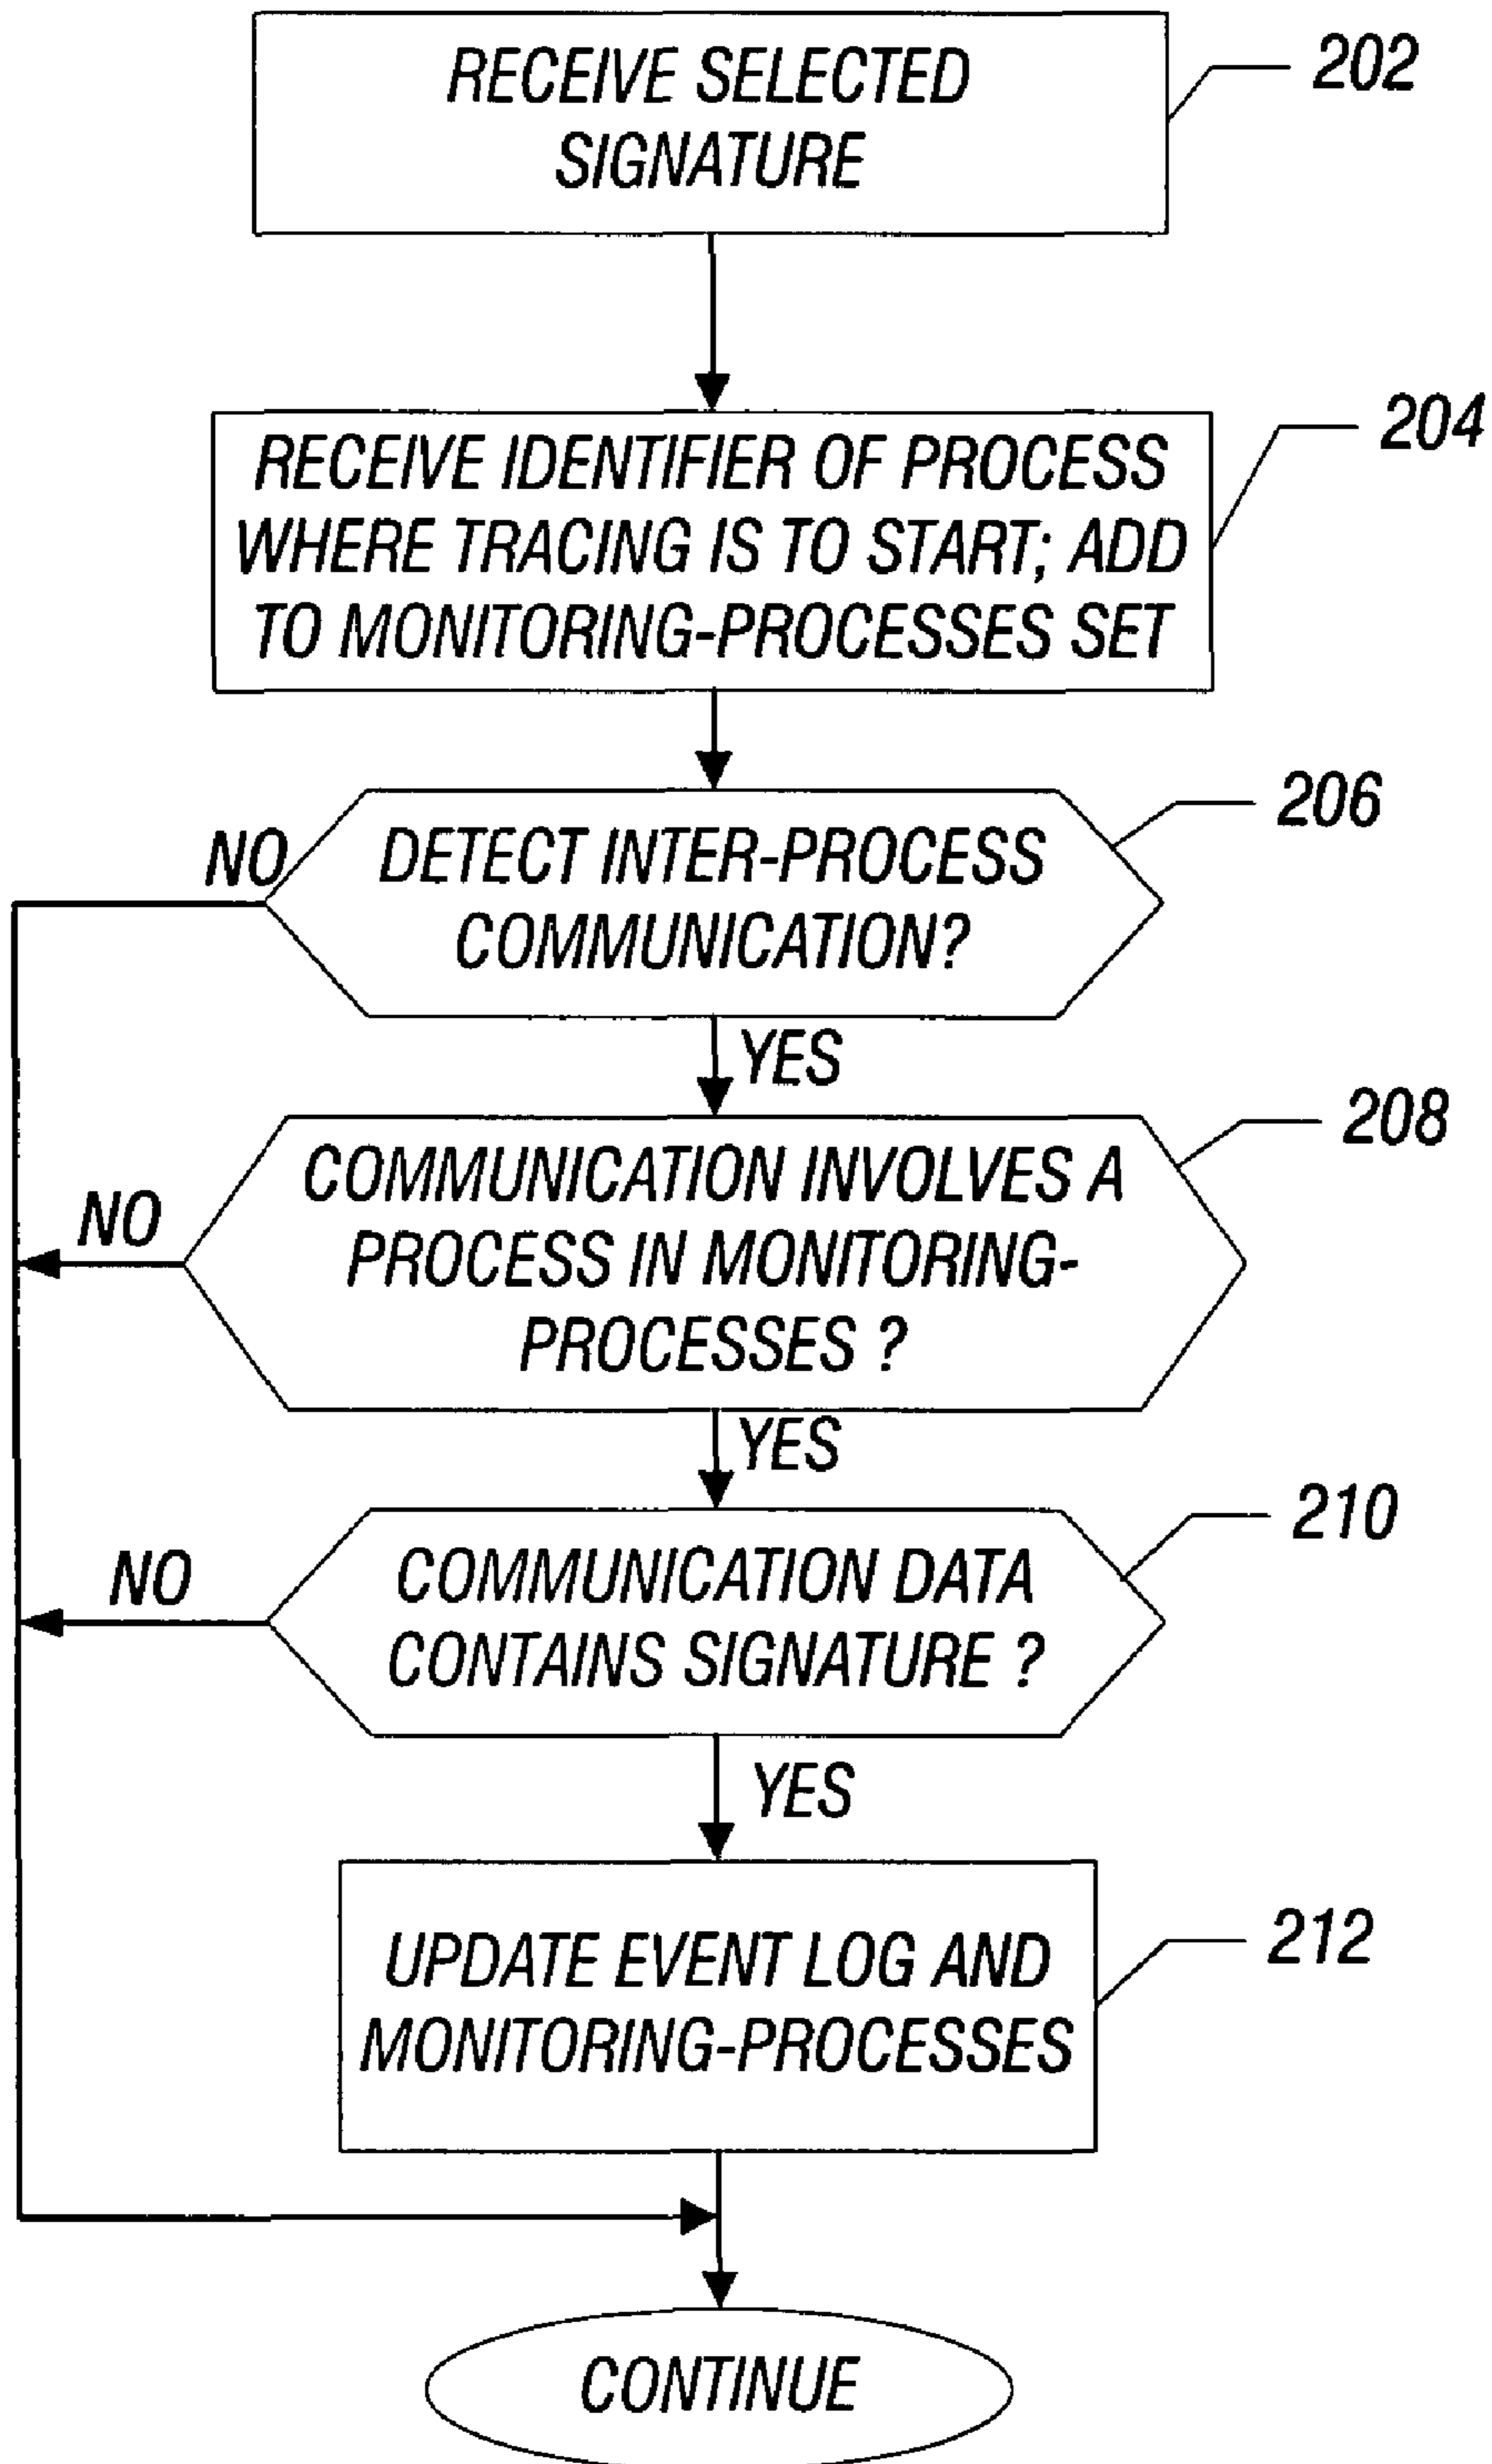 RECEIVE SELECTED
SIGNATURE
202
RECEIVE IDENTIFIER OF PROCESS
WHERE TRACING IS TO START; ADD
TO MONITORING-PROCESSES SET
204
DETECT INTER-PROCESS
COMMUNICATION?
206
NO
YES
COMMUNICATION INVOLVES A
PROCESS IN MONITORING-
PROCESSES ?
208
NO
YES
COMMUNICATION DATA
CONTAINS SIGNATURE ?
210
NO
YES
UPDATE EVENT LOG AND
MONITORING-PROCESSES
212
CONTINUE